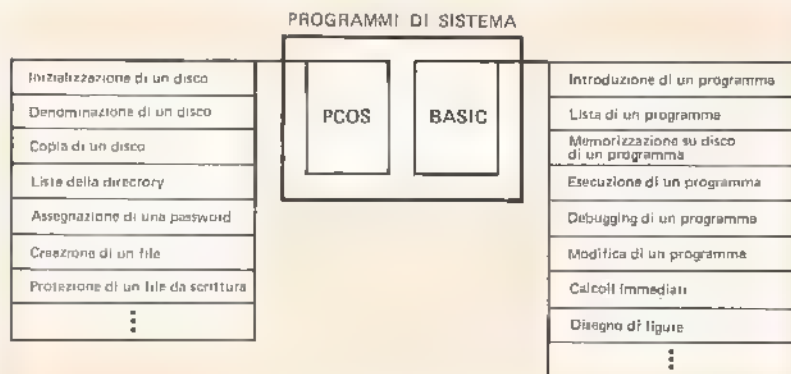 PROGRAMMI DI SISTEMA
PCOS
BASIC
Inizializzazione di un disco
Denominazione di un disco
Copia di un disco
Lista della directory
Assegnazione di una password
Creazione di un file
Protezione di un file da scrittura
Introduzione di un programma
Lista di un programma
Memorizzazione su disco
di un programma
Esecuzione di un programma
Debugging di un programma
Modifica di un programma
Calcoli immediati
Disegno di figure